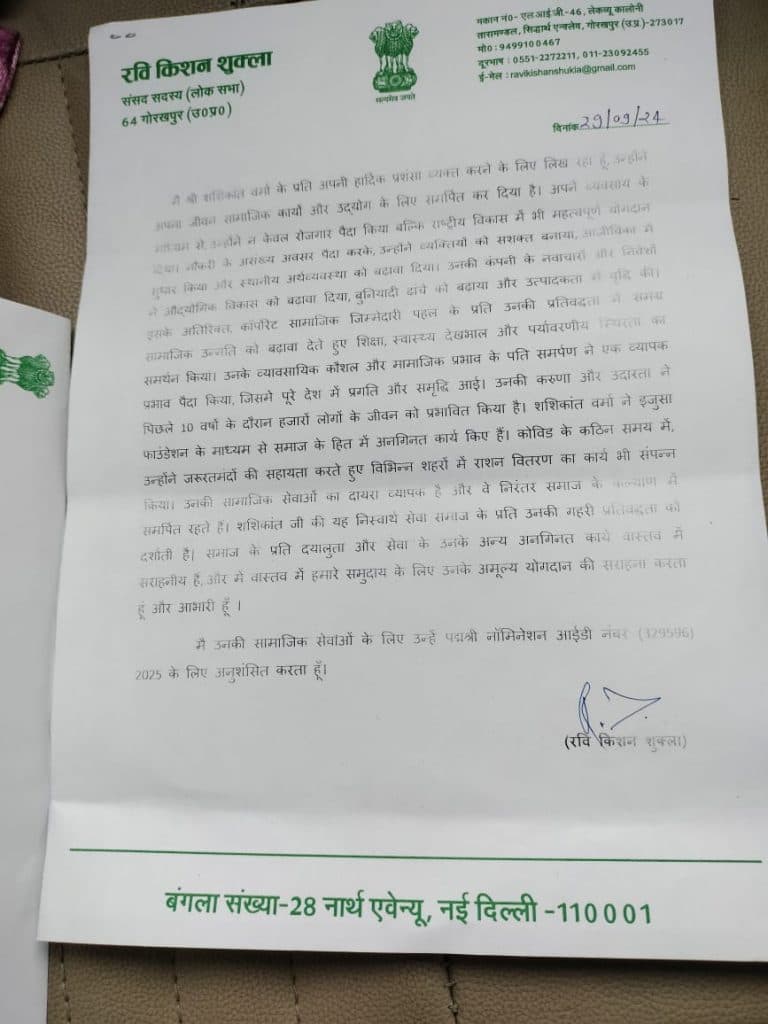 रवि किशन शुक्ला
संसद सदस्य (लोक सभा)
64 गोरखपुर (उ०प्र०)
सत्यमेव जयते
मकान नं०- एल.आई.जी.-46, लेकव्यू कालोनी
तारामण्डल, सिद्धार्थ एन्क्लेव, गोरखपुर (उ.प्र.)-273017
मो० : 9499100467
दूरभाष : 0551-2272211, 011-23092455
ई-मेल : ravikishanshukla@gmail.com
दिनांक 29/09/24
मै श्री शशिकांत वर्मा के प्रति अपनी हार्दिक प्रशंसा व्यक्त करने के लिए लिख रहा हूँ, उन्होंने
अपना जीवन सामाजिक कार्यो और उद्योग के लिए समर्पित कर दिया है। अपने व्यवसाय के
माध्यम से, उन्होंने न केवल रोजगार पैदा किया बल्कि राष्ट्रीय विकास में भी महत्वपूर्ण योगदान
दिया। नौकरी के असंख्य अवसर पैदा करके, उन्होंने व्यक्तियों को सशक्त बनाया, आजीविका में
सुधार किया और स्थानीय अर्थव्यवस्था को बढ़ावा दिया। उनकी कंपनी के नवाचारों और निवेशों
ने औद्योगिक विकास को बढ़ावा दिया, बुनियादी ढांचे को बढ़ाया और उत्पादकता में वृद्धि की।
इसके अतिरिक्त, कॉर्पोरेट सामाजिक जिम्मेदारी पहल के प्रति उनकी प्रतिबद्धता ने समग्र
सामाजिक उन्नति को बढ़ावा देते हुए शिक्षा, स्वास्थ्य देखभाल और पर्यावरणीय स्थिरता का
समर्थन किया। उनके व्यावसायिक कौशल और मामाजिक प्रभाव के पति समर्पण ने एक व्यापक
प्रभाव पैदा किया, जिसमे पूरे देश में प्रगति और समृद्धि आई। उनकी करुणा और उदारता ने
पिछले 10 वर्षो के दौरान हजारों लोगों के जीवन को प्रभावित किया है। शशिकांत वर्मा ने इजुसा
फाउंडेशन के माध्यम से समाज के हित में अनगिनत कार्य किए हैं। कोविड के कठिन समय में,
उन्होंने जरूरतमंदों की सहायता करते हुए विभिन्न शहरों में राशन वितरण का कार्य भी संपन्न
किया। उनकी सामाजिक सेवाओं का दायरा व्यापक है और वे निरंतर समाज के कल्याण में
समर्पित रहते हैं। शशिकांत जी की यह निस्वार्थ सेवा समाज के प्रति उनकी गहरी प्रतिबद्धता को
दर्शाती है। समाज के प्रति दयालुता और सेवा के उनके अन्य अनगिनत कार्य वास्तव में
सराहनीय हैं, और में वास्तव में हमारे समुदाय के लिए उनके अमूल्य योगदान की सराहना करता
हूं और आभारी हूँ ।
मै उनकी सामाजिक सेवाओं के लिए उन्हें पद्मश्री नॉमिनेशन आईडी नंबर (329596)
2025 के लिए अनुशंसित करता हूँ।
(रवि किशन शुक्ला)
बंगला संख्या-28 नार्थ एवेन्यू, नई दिल्ली -110001